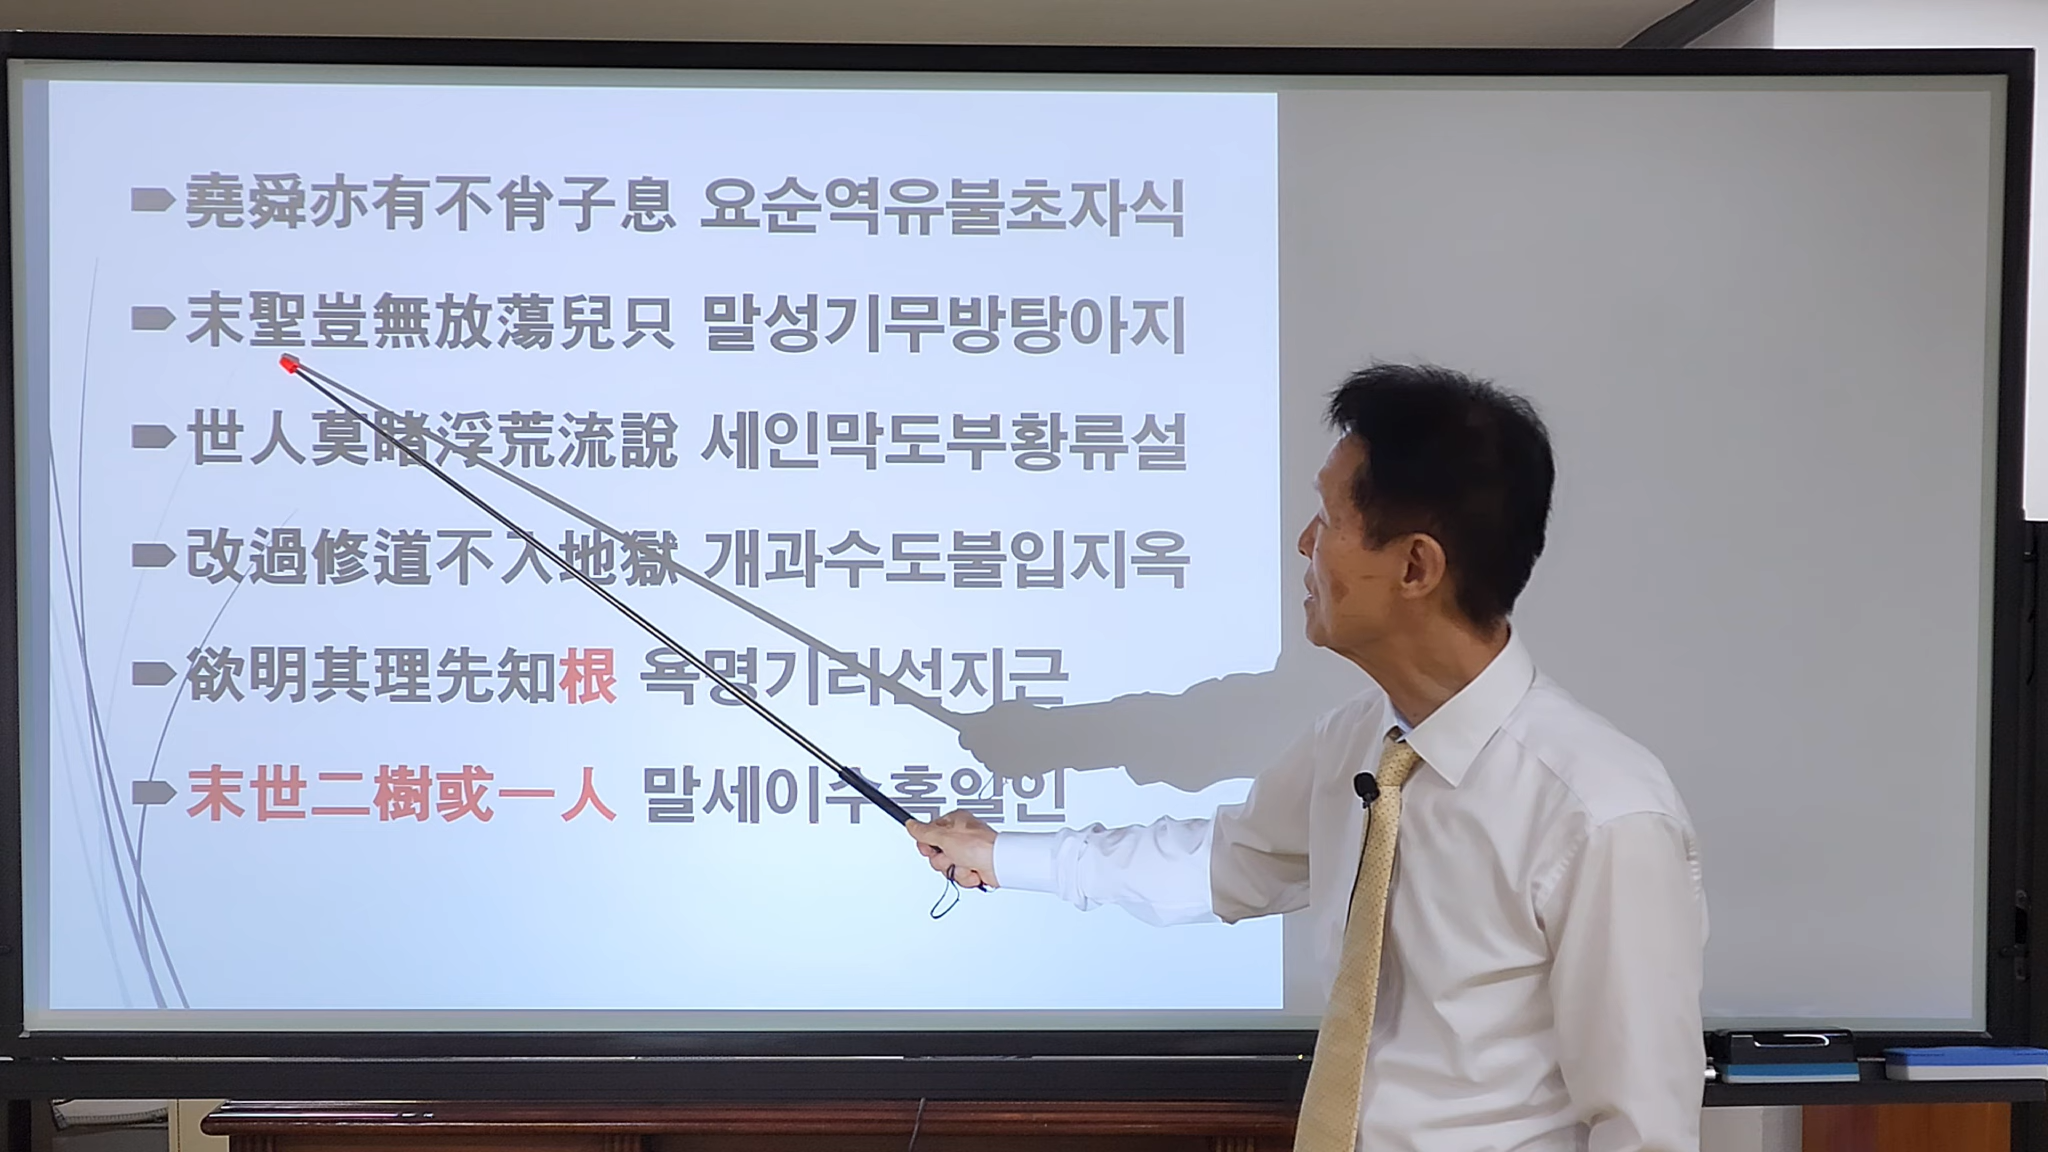 堯舜亦有不肖子息 요순역유불초자식
末聖豈無放蕩兒只 말성기무방탕아지
世人莫睹浮荒流說 세인막도부황류설
改過修道不入地獄 개과수도불입지옥
欲明其理先知根 욕명기리선지근
末世二樹或一人 말세이수혹일인